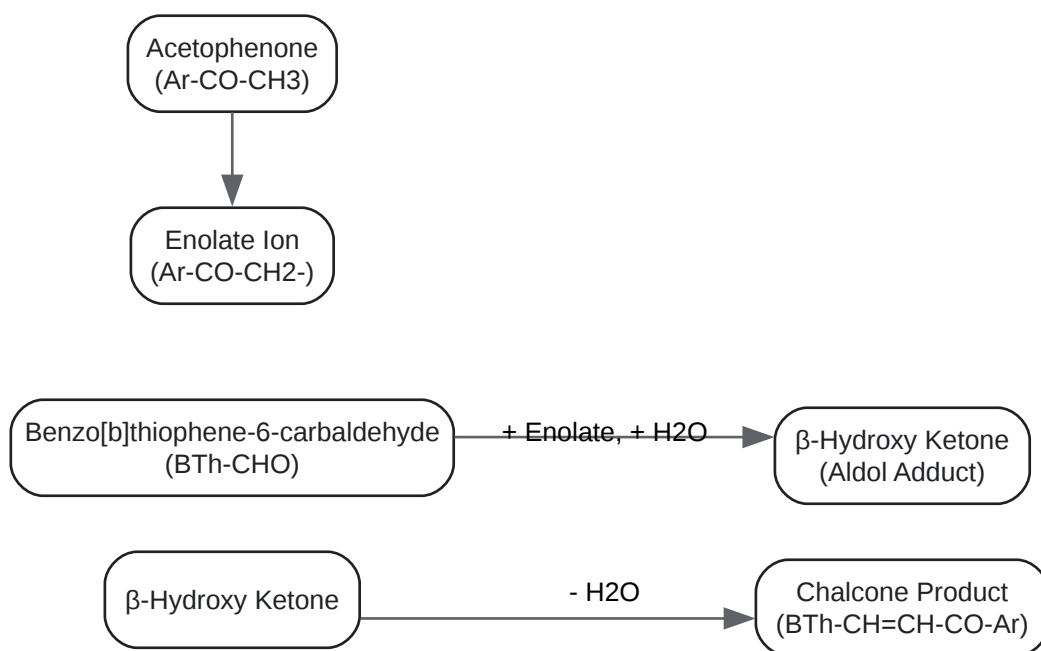 Acetophenone
(Ar-CO-CH3)
Enolate Ion
(Ar-CO-CH2-)
Benzo[b]thiophene-6-carbaldehyde
(BTh-CHO)
+ Enolate, + H2O
β-Hydroxy Ketone
(Aldol Adduct)
β-Hydroxy Ketone
- H2O
Chalcone Product
(BTh-CH=CH-CO-Ar)